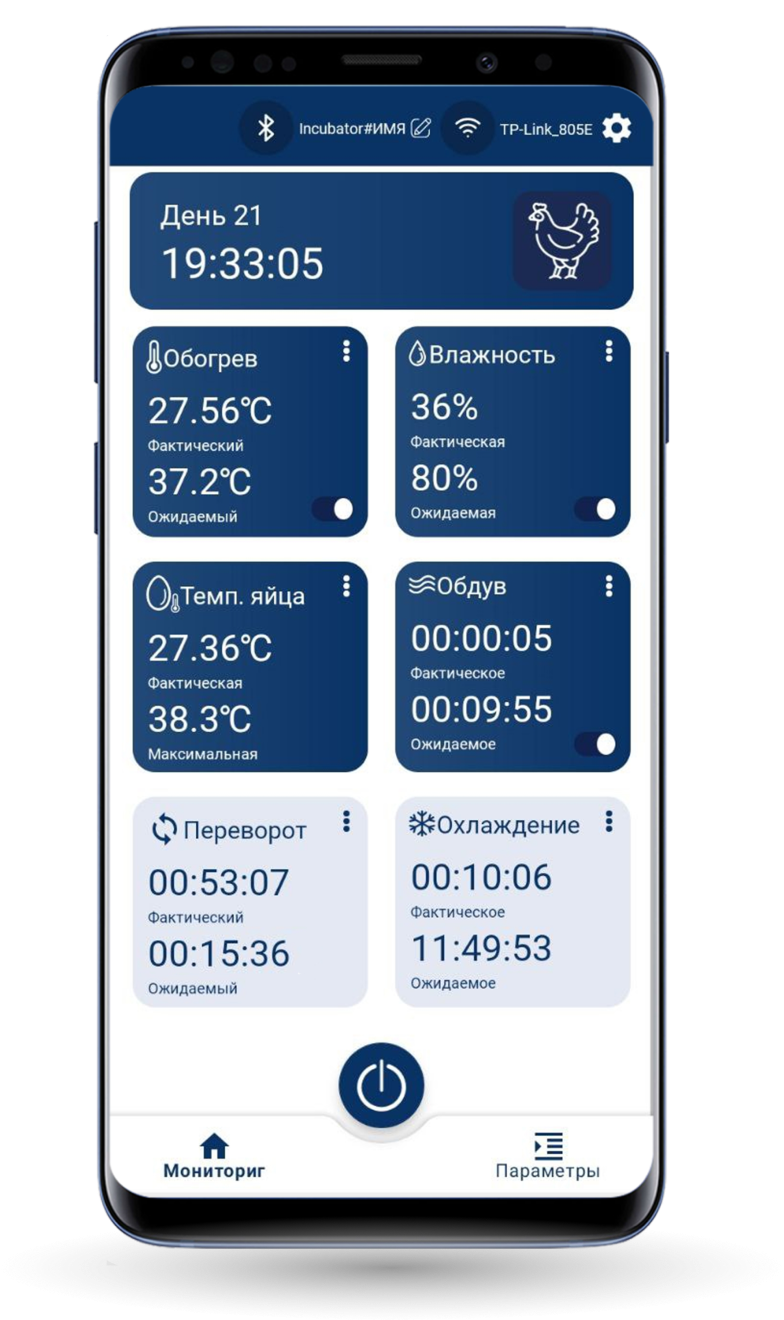 Incubator#ИМЯ TP-Link_805E
День 21
19:33:05
Обогрев
27.56℃
Фактический
37.2℃
Ожидаемый
Влажность
36%
Фактическая
80%
Ожидаемая
Темп. яйца
27.36℃
Фактическая
38.3℃
Максимальная
Обдув
00:00:05
Фактическое
00:09:55
Ожидаемое
Переворот
00:53:07
Фактический
00:15:36
Ожидаемый
Охлаждение
00:10:06
Фактическое
11:49:53
Ожидаемое
Мониториг
Параметры